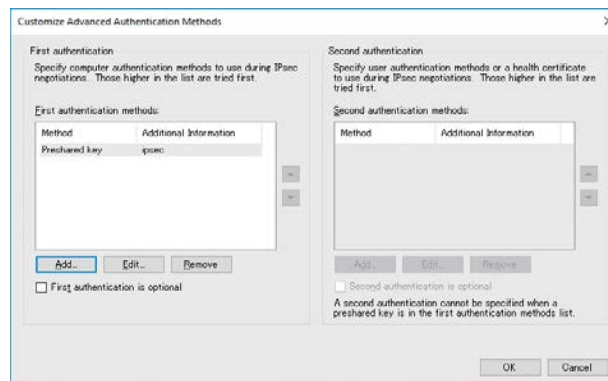 Customize Advanced Authentication Methods
First authentication
Specify computer authentication methods to use during IPsec
negotiations. Those higher in the list are tried first.
First authentication methods:
Method Additional Information
Preshared key ipsec
Add... Edit... Remove
First authentication is optional
Second authentication
Specify user authentication methods or a health certificate
to use during IPsec negotiations. Those higher in the list are
tried first.
Second authentication methods:
Method Additional Information
Add... Edit... Remove
Second authentication is optional
A second authentication cannot be specified when a
preshared key is in the first authentication methods list.
OK Cancel